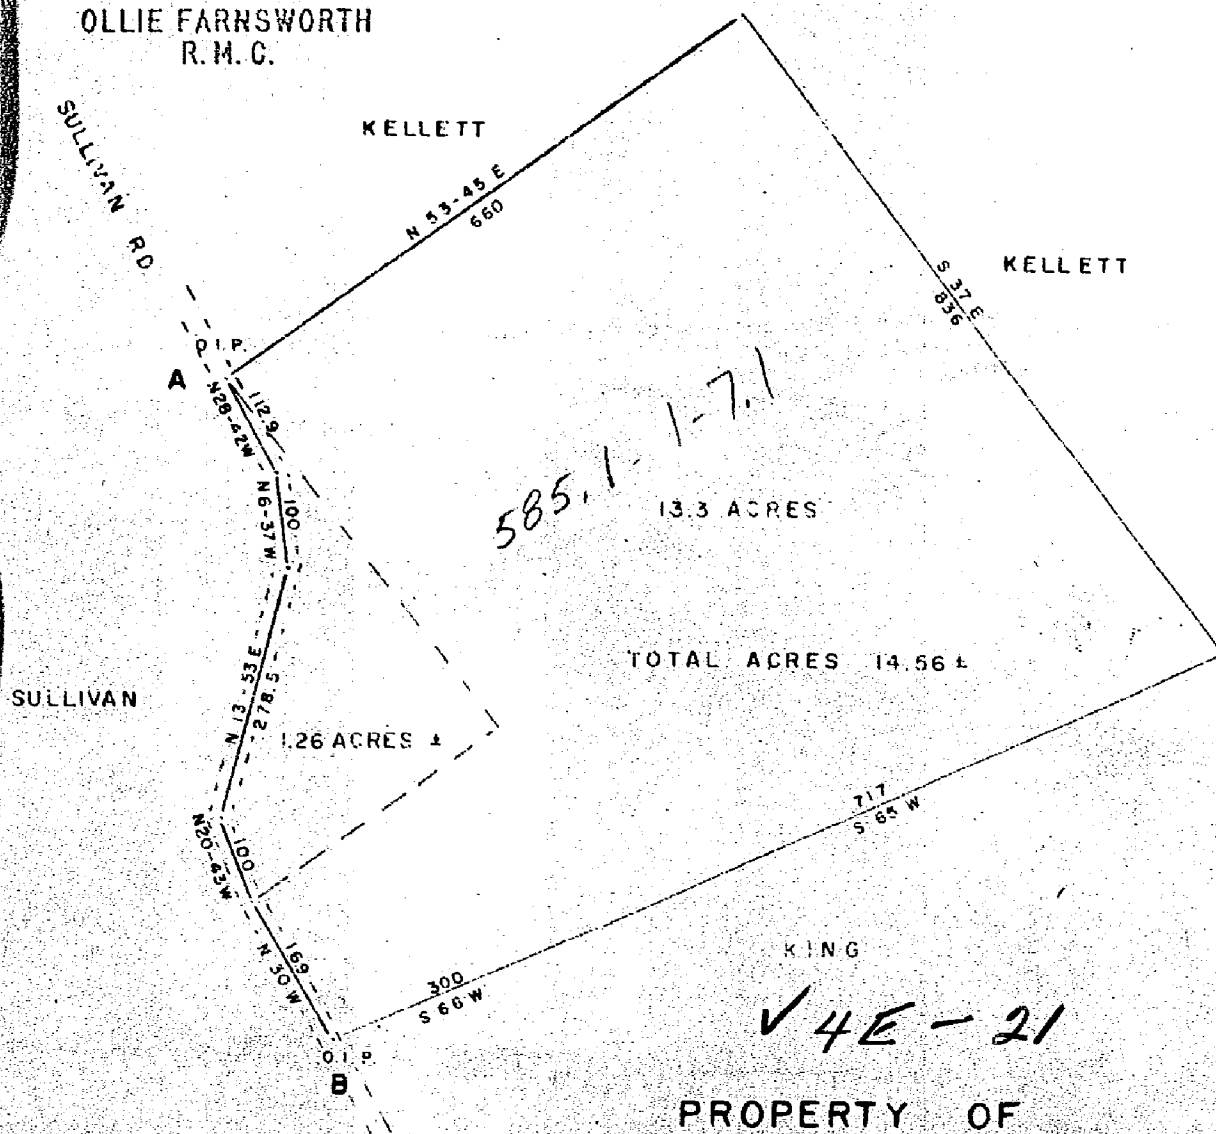 OLLIE FARNSWORTH
R. M. C.
SULLIVAN RD
KELLETT
N 53-45 E
660
KELLETT
S 37 E
836
O.I.P.
A
N28-42W
112.9
N6-37W
100
585.1-1-7.1
13.3 ACRES
TOTAL ACRES 14.56 ±
SULLIVAN
N 13-53 E
278.5
1.26 ACRES ±
N20-43W
100
717
S 65 W
N 30 W
169
300
S 66 W
KING
O.I.P
B
✓ 4E - 21
PROPERTY OF